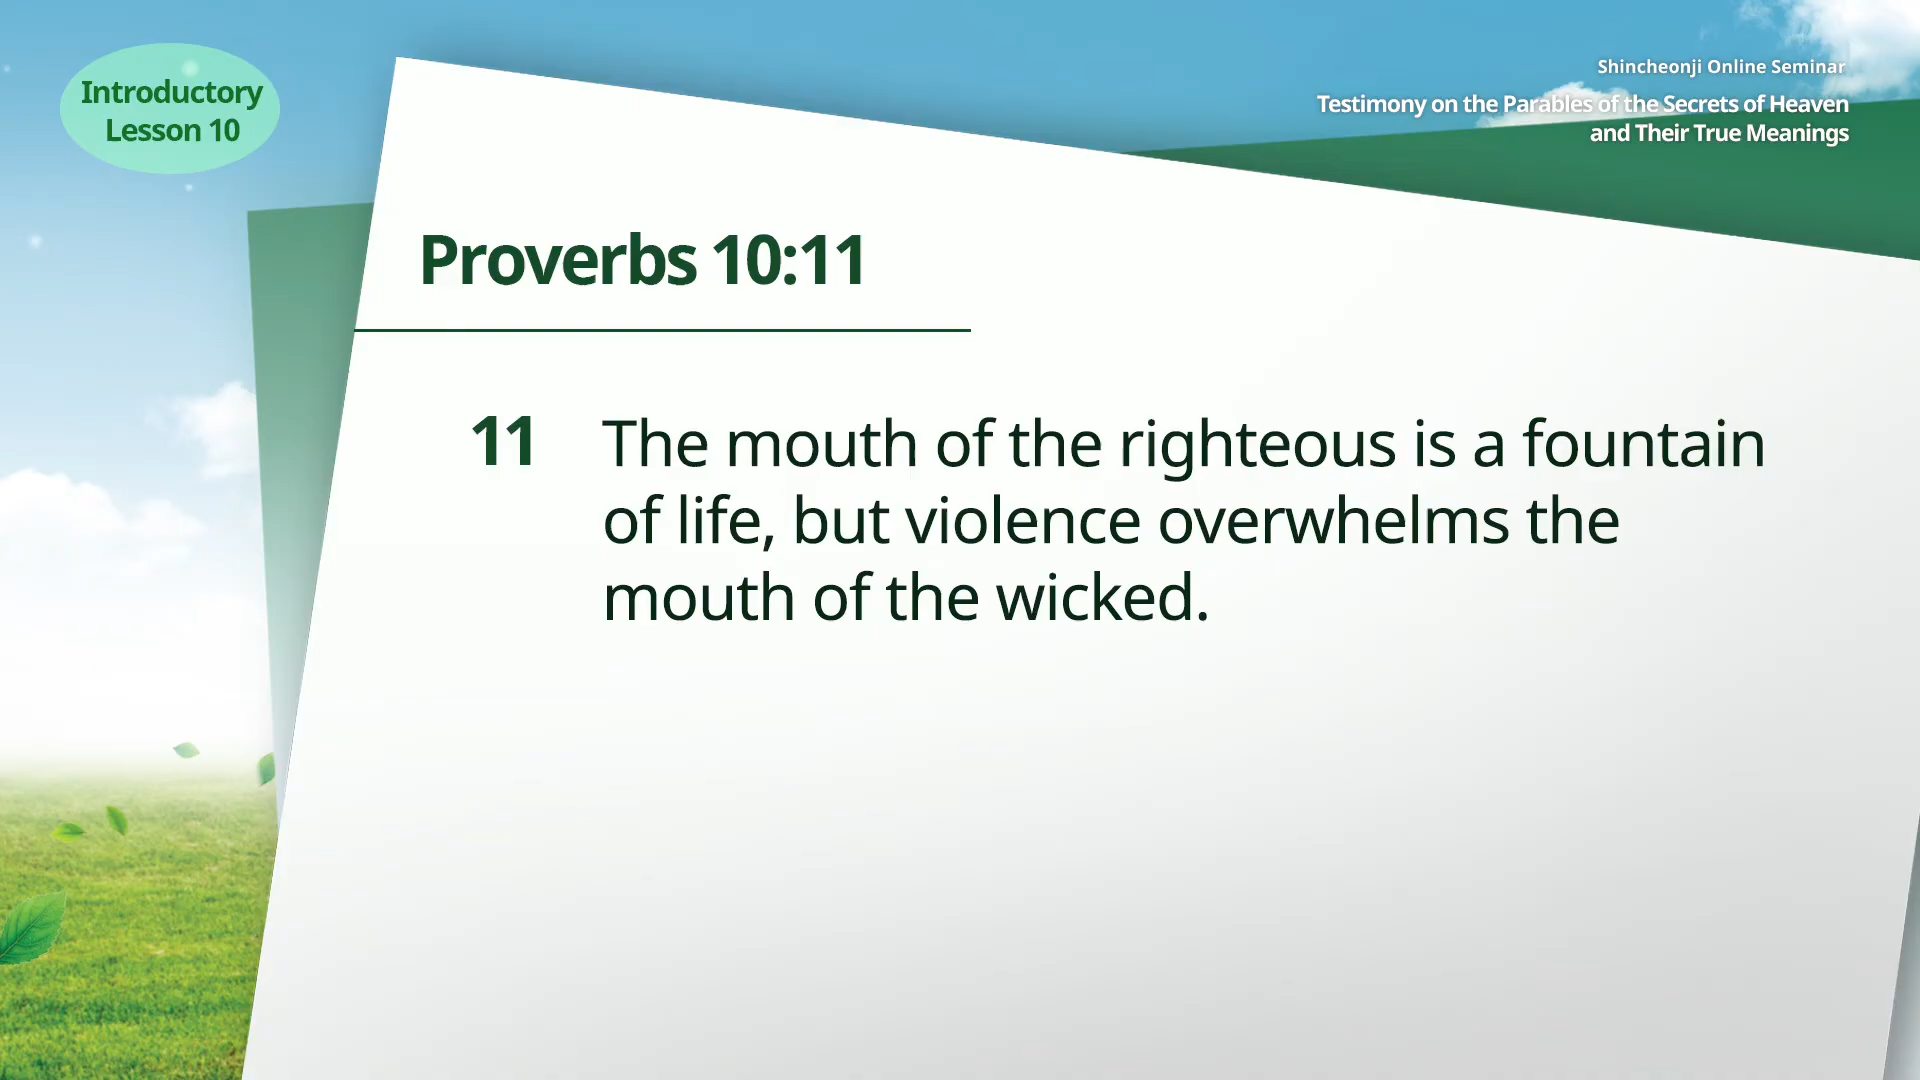 Introductory
Lesson 10
Shincheonji Online Seminar
Testimony on the Parables of the Secrets of Heaven
and Their True Meanings
Proverbs 10:11
11 The mouth of the righteous is a fountain
of life, but violence overwhelms the
mouth of the wicked.